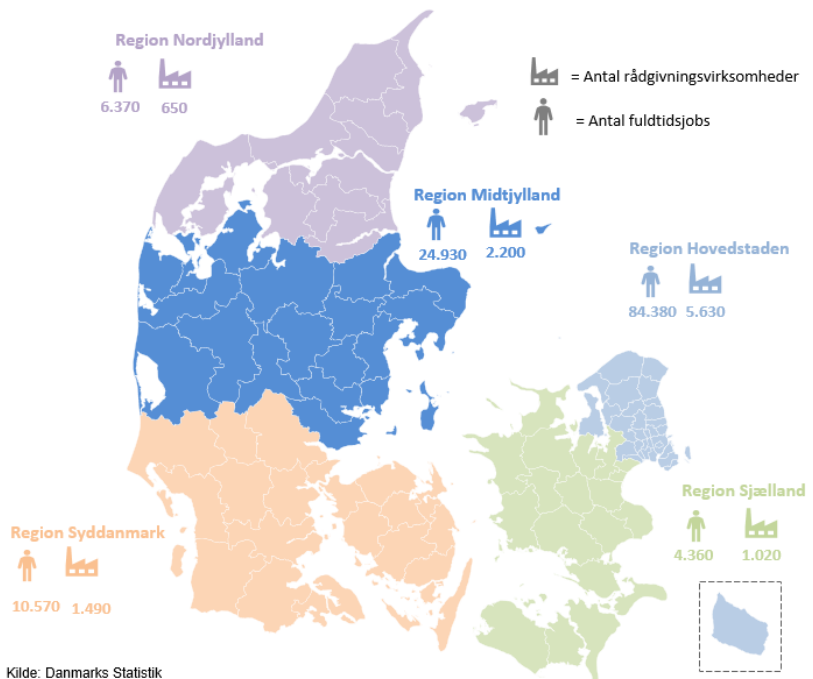 Region Nordjylland
6.370 650
= Antal rådgivningsvirksomheder
= Antal fuldtidsjobs
Region Midtjylland
24.930 2.200
Region Hovedstaden
84.380 5.630
Region Sjælland
4.360 1.020
Region Syddanmark
10.570 1.490
Kilde: Danmarks Statistik